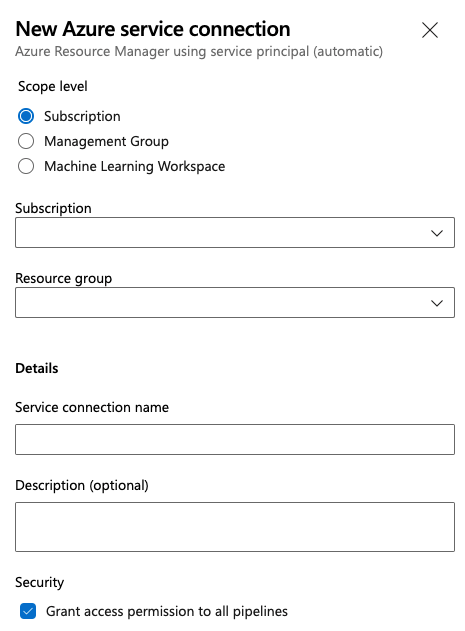 New Azure service connection
Azure Resource Manager using service principal (automatic)
Scope level
Subscription
Management Group
Machine Learning Workspace
Subscription
Resource group
Details
Service connection name
Description (optional)
Security
Grant access permission to all pipelines